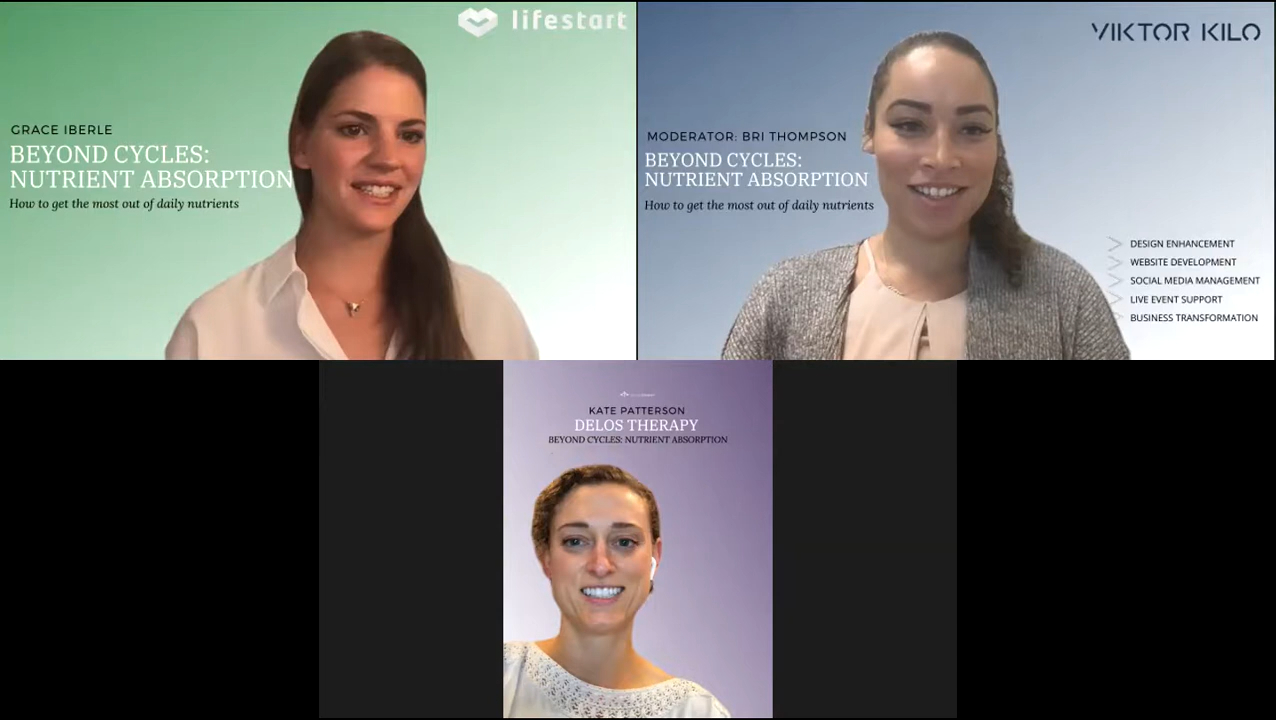 lifestart
GRACE IBERLE
BEYOND CYCLES:
NUTRIENT ABSORPTION
How to get the most out of daily nutrients
VIKTOR KILO
MODERATOR: BRI THOMPSON
BEYOND CYCLES:
NUTRIENT ABSORPTION
How to get the most out of daily nutrients
DESIGN ENHANCEMENT
WEBSITE DEVELOPMENT
SOCIAL MEDIA MANAGEMENT
LIVE EVENT SUPPORT
BUSINESS TRANSFORMATION
KATE PATTERSON
DELOS THERAPY
BEYOND CYCLES: NUTRIENT ABSORPTION